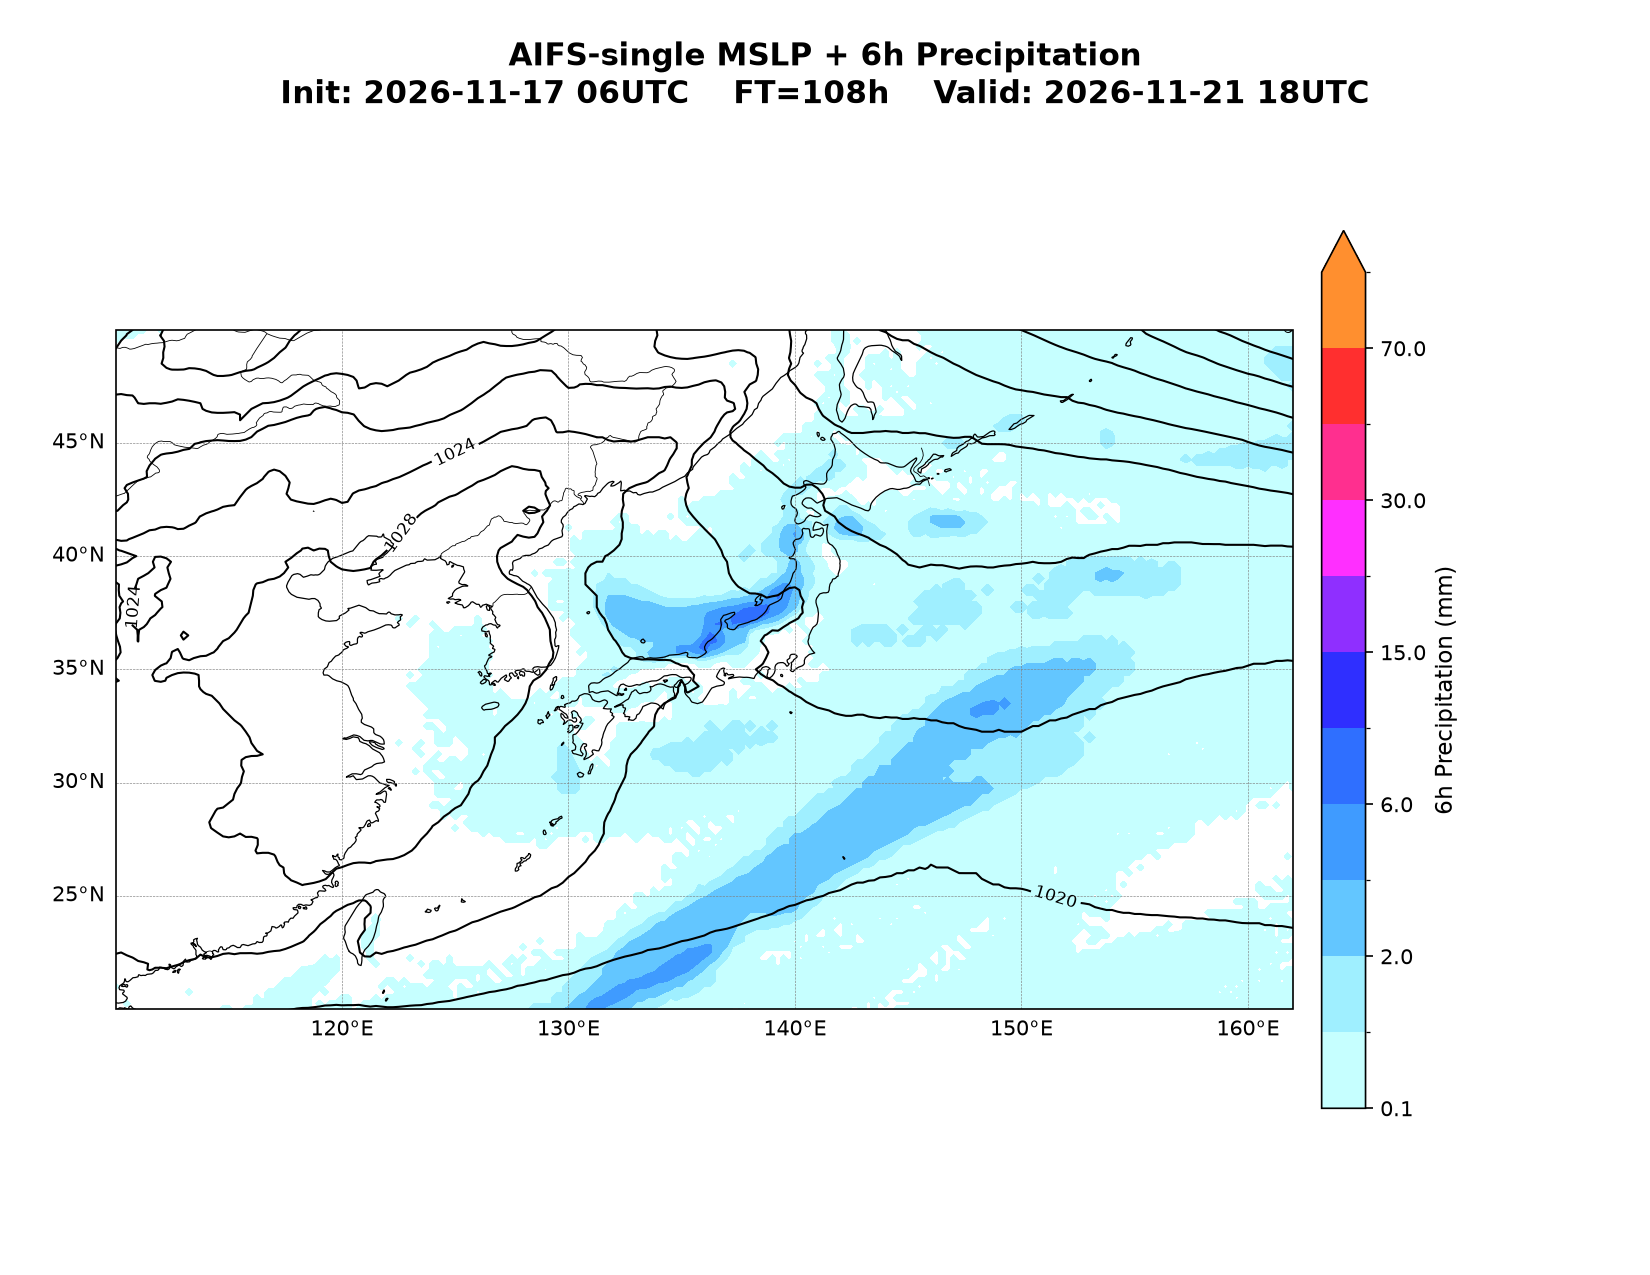 AIFS-single MSLP + 6h Precipitation
Init: 2026-11-17 06UTC    FT=108h    Valid: 2026-11-21 18UTC
45°N
40°N
35°N
30°N
25°N
120°E
130°E
140°E
150°E
160°E
1024
1028
1024
1020
70.0
30.0
15.0
6.0
2.0
0.1
6h Precipitation (mm)